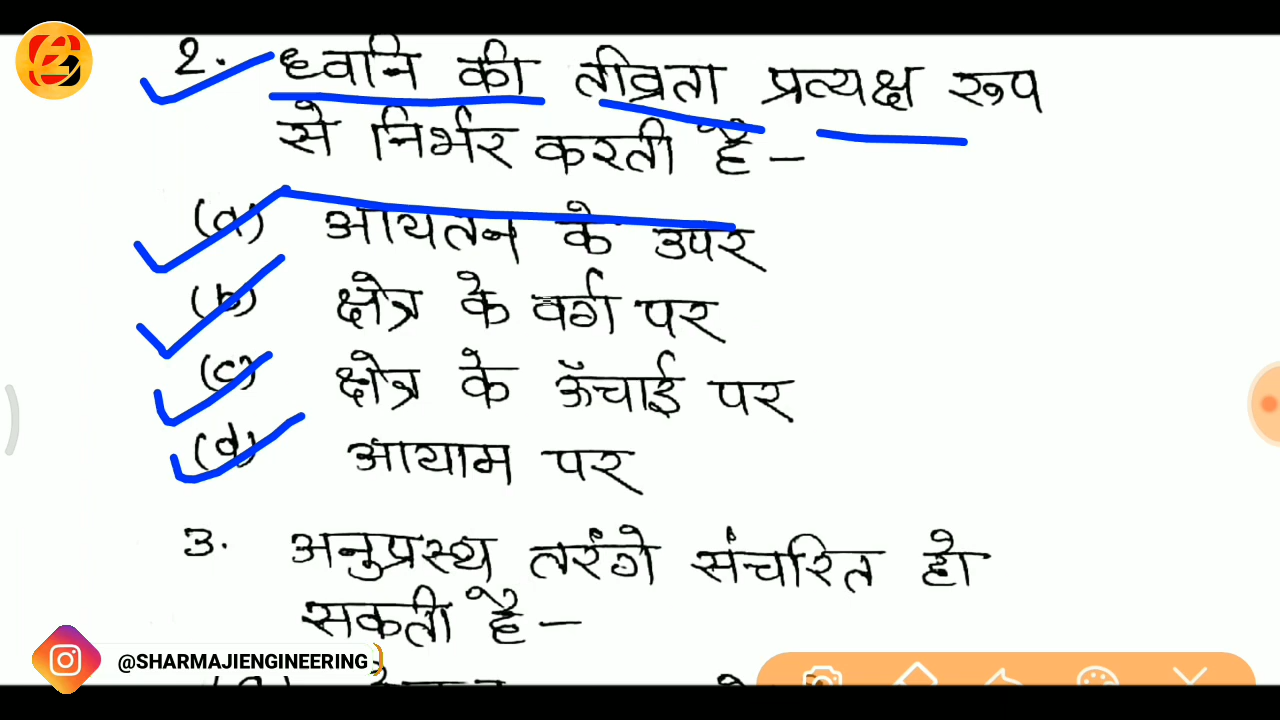 2. ध्वनि की तीव्रता प्रत्यक्ष रूप
से निर्भर करती है –
(a) आयतन के उपर
(b) क्षेत्र के वर्ग पर
(c) क्षेत्र के ऊँचाई पर
(d) आयाम पर
3. अनुप्रस्थ तरंगे संचरित हो
सकती है –
@SHARMAJIENGINEERING